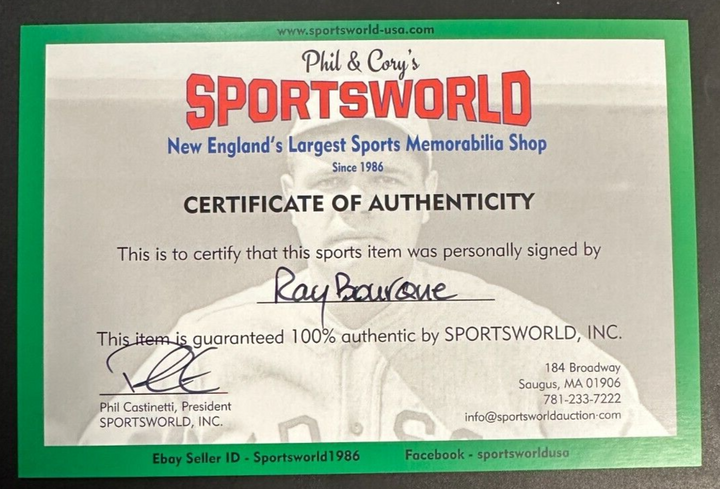 www.sportsworld-usa.com
Phil & Cory's
SPORTSWORLD
New England's Largest Sports Memorabilia Shop
Since 1986
CERTIFICATE OF AUTHENTICITY
This is to certify that this sports item was personally signed by
Ray Bourque
This item is guaranteed 100% authentic by SPORTSWORLD, INC.
Phil Castinetti, President
SPORTSWORLD, INC.
184 Broadway
Saugus, MA 01906
781-233-7222
info@sportsworldauction.com
Ebay Seller ID - Sportsworld1986 Facebook - sportsworldusa